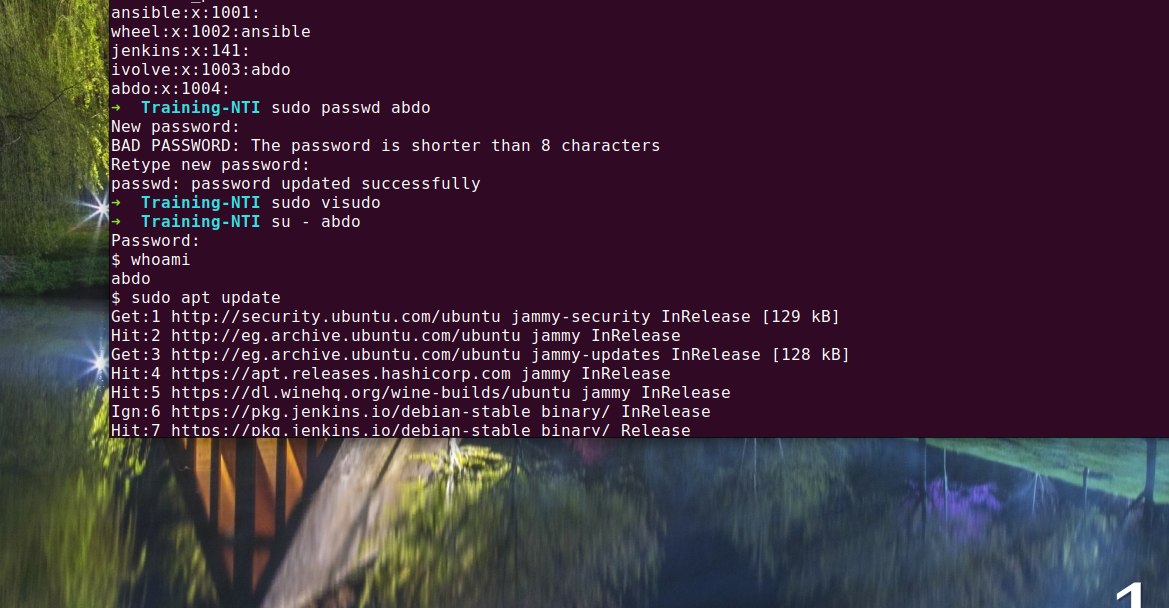 ansible:x:1001:
wheel:x:1002:ansible
jenkins:x:141:
ivolve:x:1003:abdo
abdo:x:1004:
➜  Training-NTI sudo passwd abdo
New password:
BAD PASSWORD: The password is shorter than 8 characters
Retype new password:
passwd: password updated successfully
➜  Training-NTI sudo visudo
➜  Training-NTI su - abdo
Password:
$ whoami
abdo
$ sudo apt update
Get:1 http://security.ubuntu.com/ubuntu jammy-security InRelease [129 kB]
Hit:2 http://eg.archive.ubuntu.com/ubuntu jammy InRelease
Get:3 http://eg.archive.ubuntu.com/ubuntu jammy-updates InRelease [128 kB]
Hit:4 https://apt.releases.hashicorp.com jammy InRelease
Hit:5 https://dl.winehq.org/wine-builds/ubuntu jammy InRelease
Ign:6 https://pkg.jenkins.io/debian-stable binary/ InRelease
Hit:7 https://pkg.jenkins.io/debian-stable binary/ Release
1